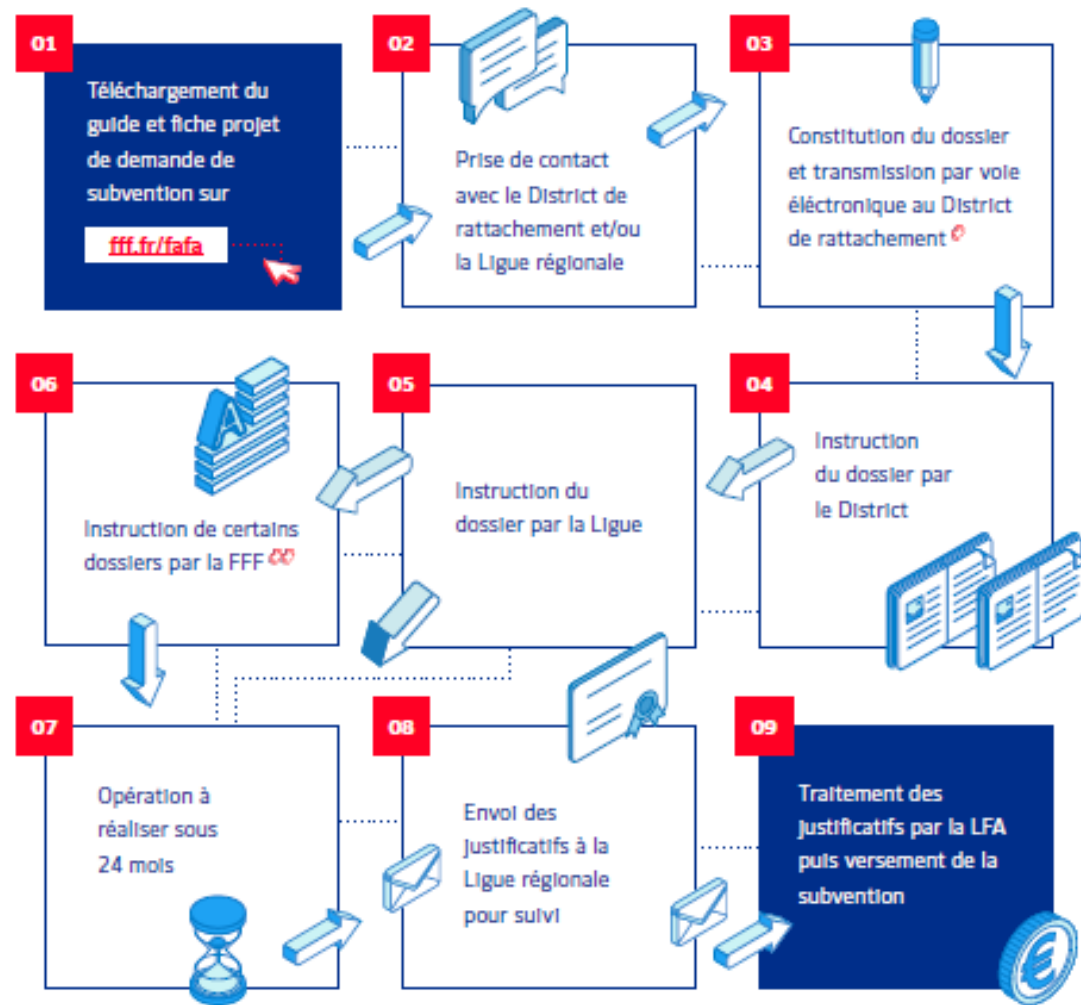 01
Téléchargement du
guide et fiche projet
de demande de
subvention sur
fff.fr/fafa
02
Prise de contact
avec le District de
rattachement et/ou
la Ligue régionale
03
Constitution du dossier
et transmission par voie
éléctronique au District
de rattachement
04
Instruction
du dossier par
le District
05
Instruction du
dossier par la Ligue
06
A
Instruction de certains
dossiers par la FFF
07
Opération à
réaliser sous
24 mois
08
Envoi des
justificatifs à la
Ligue régionale
pour suivi
09
Traitement des
justificatifs par la LFA
puis versement de la
subvention
€